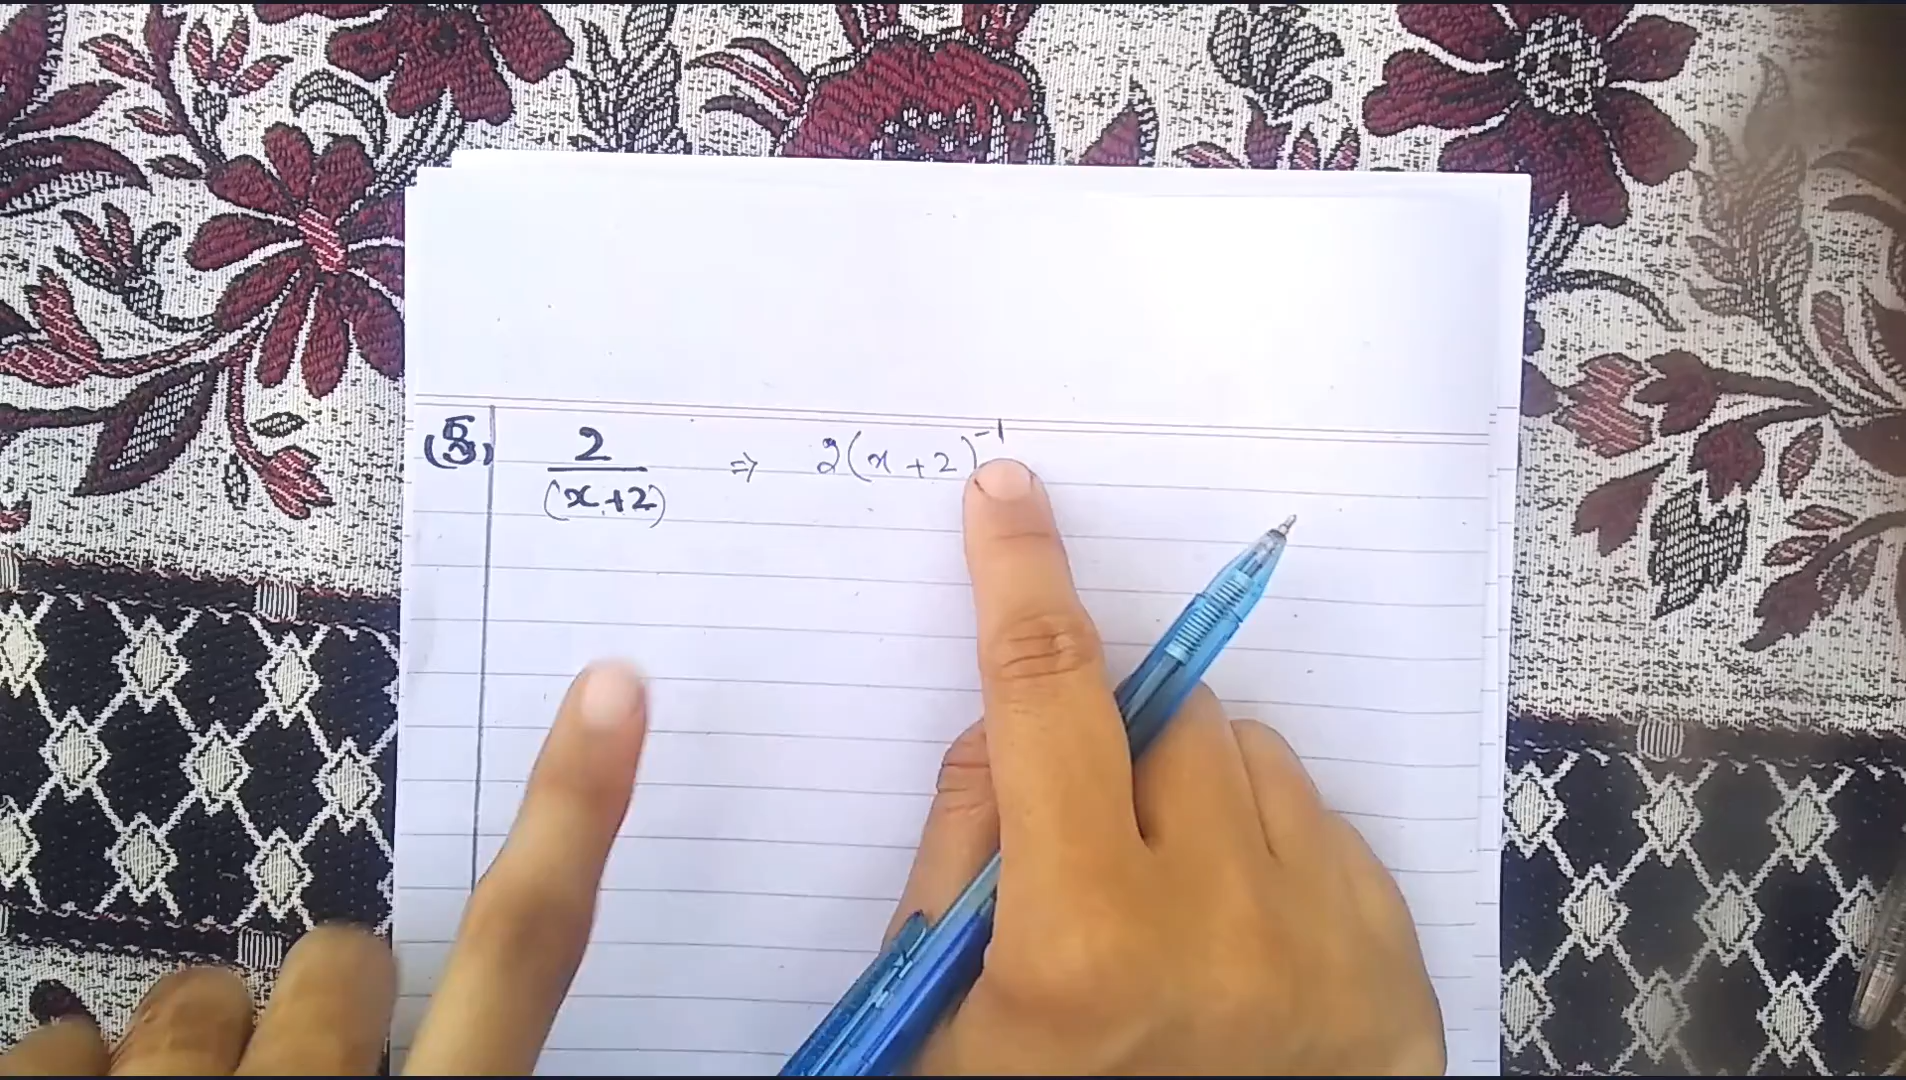 (5) 2/(x+2) ⇒ 2(x+2)⁻¹